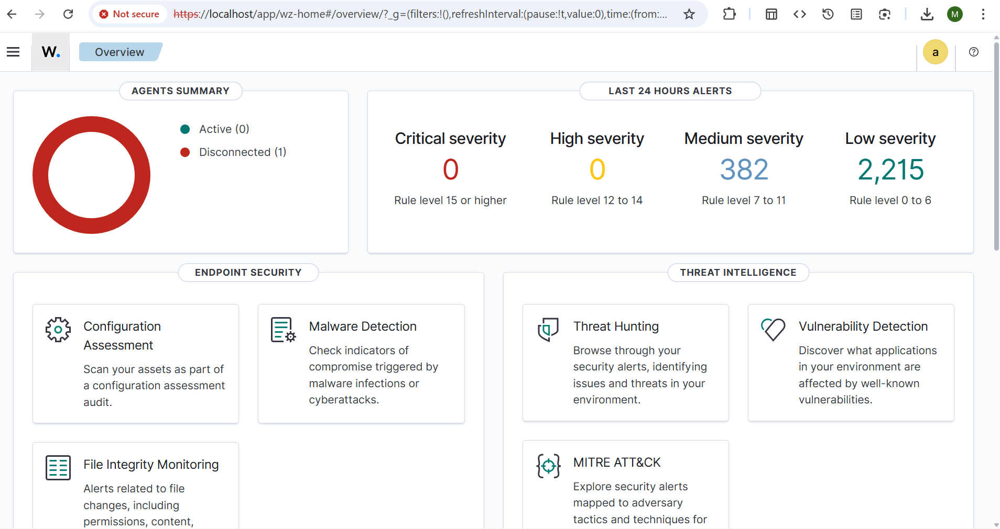 Not secure
https://localhost/app/wz-home#/overview/?_g=(filters:!(),refreshInterval:(pause:!t,value:0),time:(from:...
M
W.
Overview
a
AGENTS SUMMARY
Active (0)
Disconnected (1)
LAST 24 HOURS ALERTS
Critical severity
0
Rule level 15 or higher
High severity
0
Rule level 12 to 14
Medium severity
382
Rule level 7 to 11
Low severity
2,215
Rule level 0 to 6
ENDPOINT SECURITY
Configuration
Assessment
Scan your assets as part of
a configuration assessment
audit.
Malware Detection
Check indicators of
compromise triggered by
malware infections or
cyberattacks.
File Integrity Monitoring
Alerts related to file
changes, including
permissions, content,
THREAT INTELLIGENCE
Threat Hunting
Browse through your
security alerts, identifying
issues and threats in your
environment.
Vulnerability Detection
Discover what applications
in your environment are
affected by well-known
vulnerabilities.
MITRE ATT&CK
Explore security alerts
mapped to adversary
tactics and techniques for